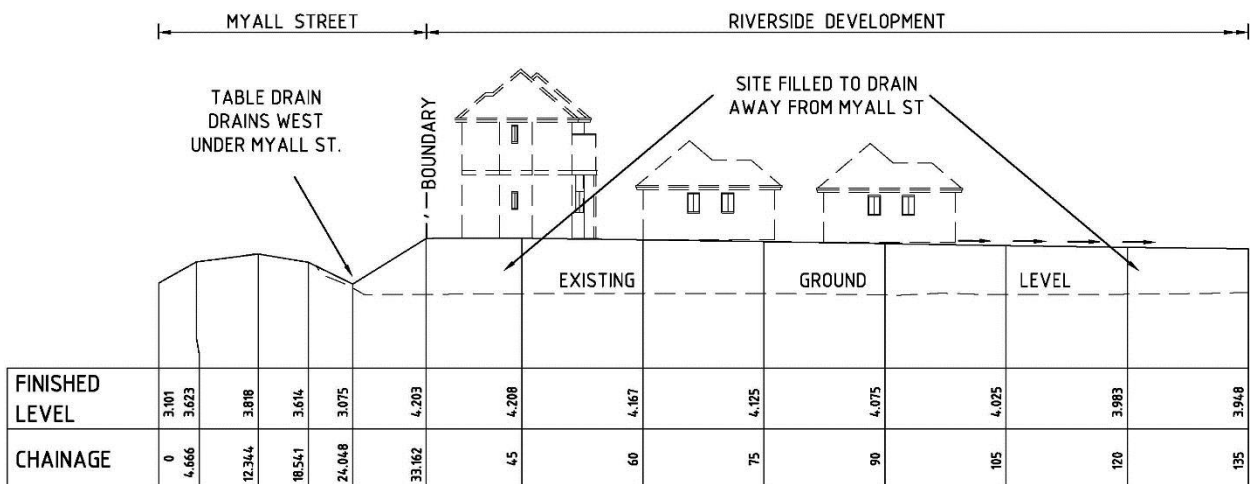 MYALL STREET
RIVERSIDE DEVELOPMENT
TABLE DRAIN
DRAINS WEST
UNDER MYALL ST.
BOUNDARY
SITE FILLED TO DRAIN
AWAY FROM MYALL ST
EXISTING GROUND LEVEL
FINISHED
LEVEL
3.101 3.623 3.818 3.614 3.075 4.203 4.208 4.167 4.125 4.075 4.025 3.983 3.948
CHAINAGE
0 4.666 12.344 18.541 24.048 33.162 45 60 75 90 105 120 135